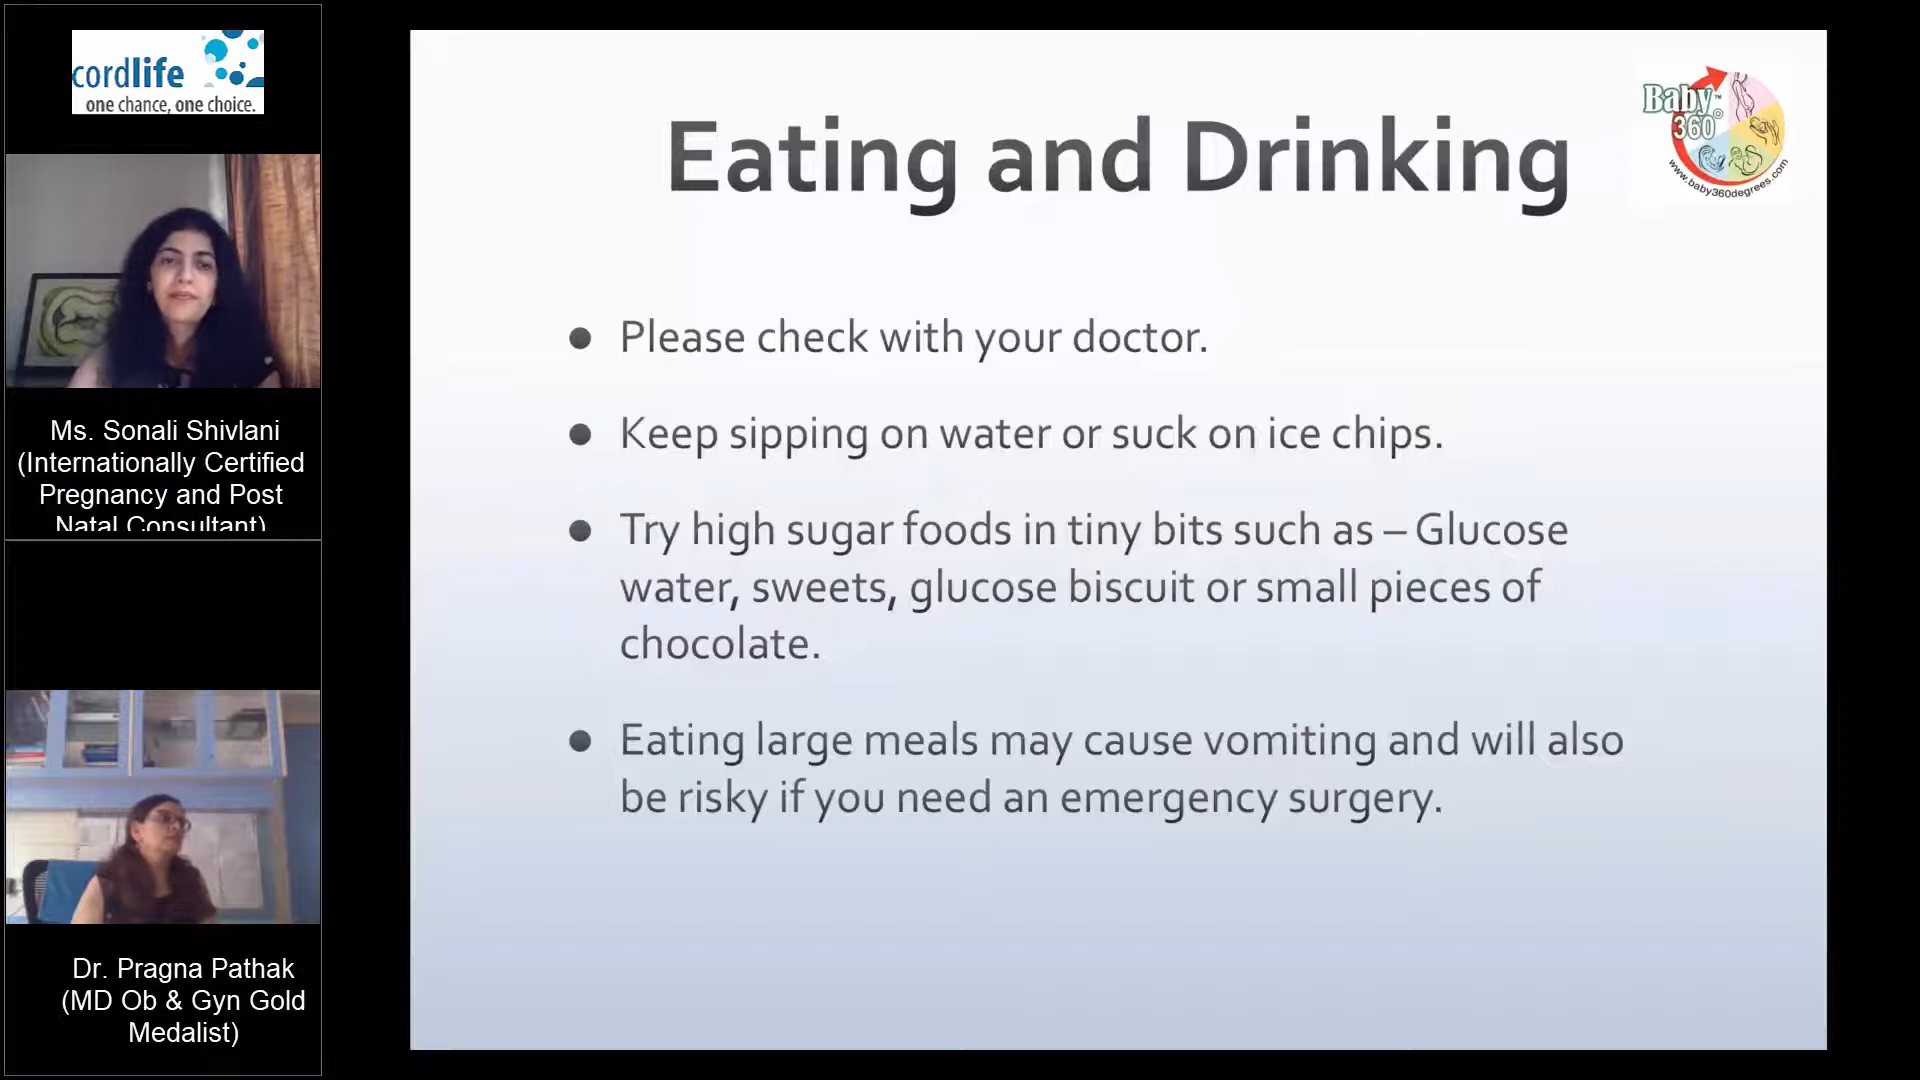 cordlife
one chance, one choice.
Ms. Sonali Shivlani
(Internationally Certified
Pregnancy and Post
Natal Consultant)
Dr. Pragna Pathak
(MD Ob & Gyn Gold
Medalist)
Baby™
360°
www.baby360degrees.com
Eating and Drinking
● Please check with your doctor.
● Keep sipping on water or suck on ice chips.
● Try high sugar foods in tiny bits such as – Glucose
water, sweets, glucose biscuit or small pieces of
chocolate.
● Eating large meals may cause vomiting and will also
be risky if you need an emergency surgery.